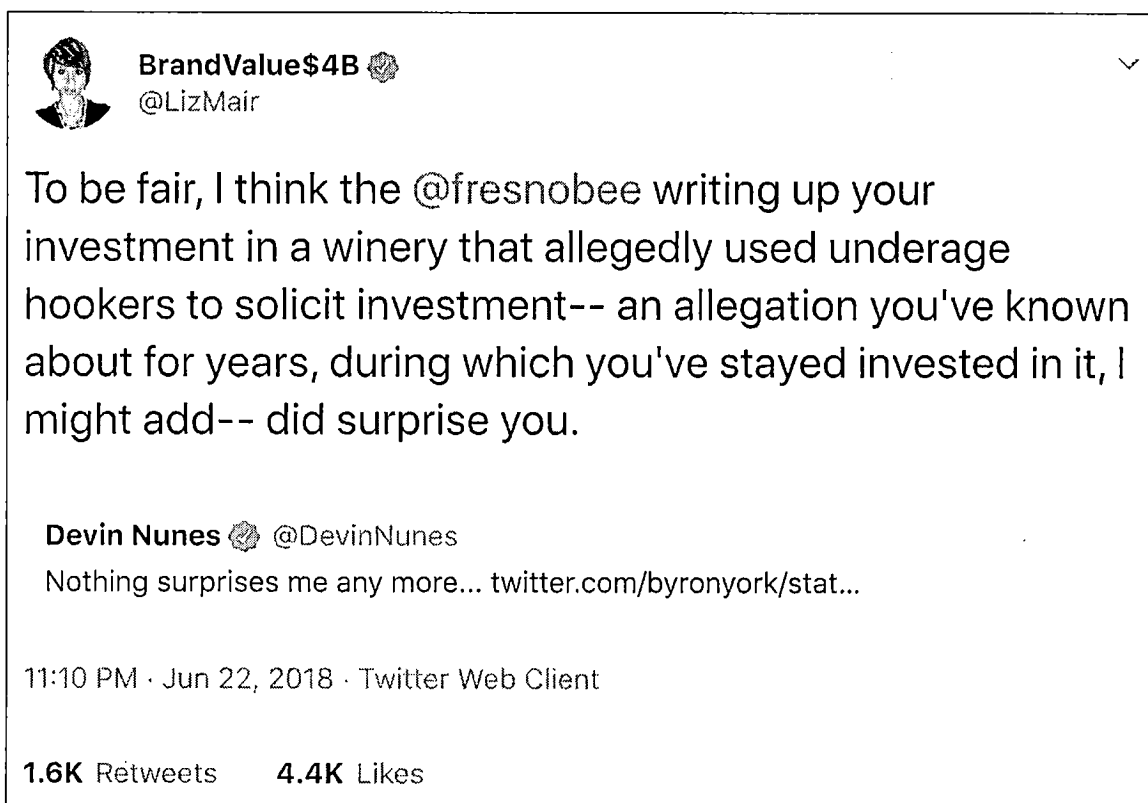 BrandValue$4B
@LizMair
To be fair, I think the @fresnobee writing up your
investment in a winery that allegedly used underage
hookers to solicit investment-- an allegation you've known
about for years, during which you've stayed invested in it, I
might add-- did surprise you.
Devin Nunes @DevinNunes
Nothing surprises me any more... twitter.com/byronyork/stat...
11:10 PM · Jun 22, 2018 · Twitter Web Client
1.6K Retweets 4.4K Likes